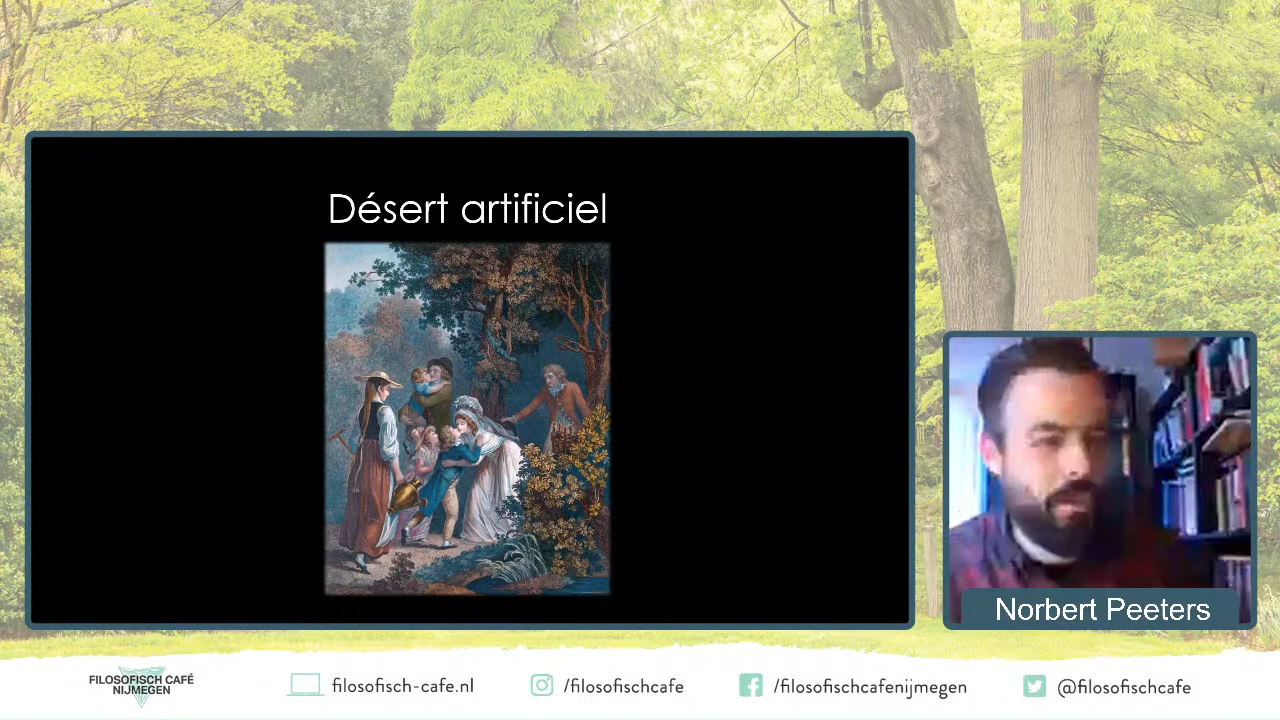 Désert artificiel
Norbert Peeters
FILOSOFISCH CAFÉ
NIJMEGEN
filosofisch-cafe.nl
/filosofischcafe
/filosofischcafenijmegen
@filosofischcafe